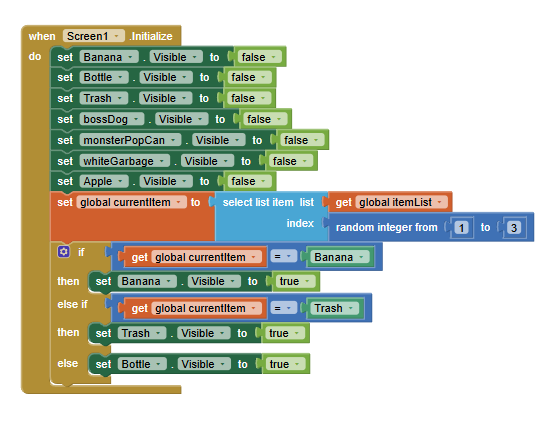 when Screen1 .Initialize
do set Banana . Visible to false
set Bottle . Visible to false
set Trash . Visible to false
set bossDog . Visible to false
set monsterPopCan . Visible to false
set whiteGarbage . Visible to false
set Apple . Visible to false
set global currentItem to select list item list get global itemList
index random integer from 1 to 3
if get global currentItem = Banana
then set Banana . Visible to true
else if get global currentItem = Trash
then set Trash . Visible to true
else set Bottle . Visible to true